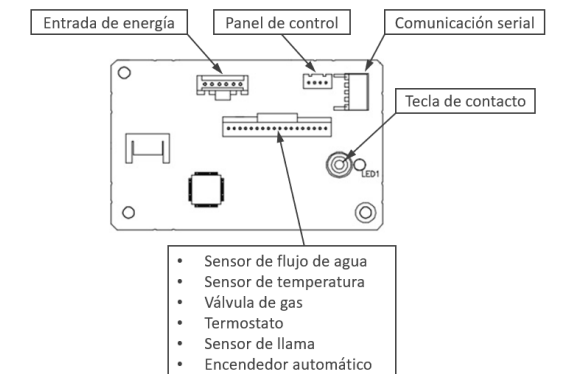 Entrada de energía
Panel de control
Comunicación serial
Tecla de contacto
LED1
• Sensor de flujo de agua
• Sensor de temperatura
• Válvula de gas
• Termostato
• Sensor de llama
• Encendedor automático